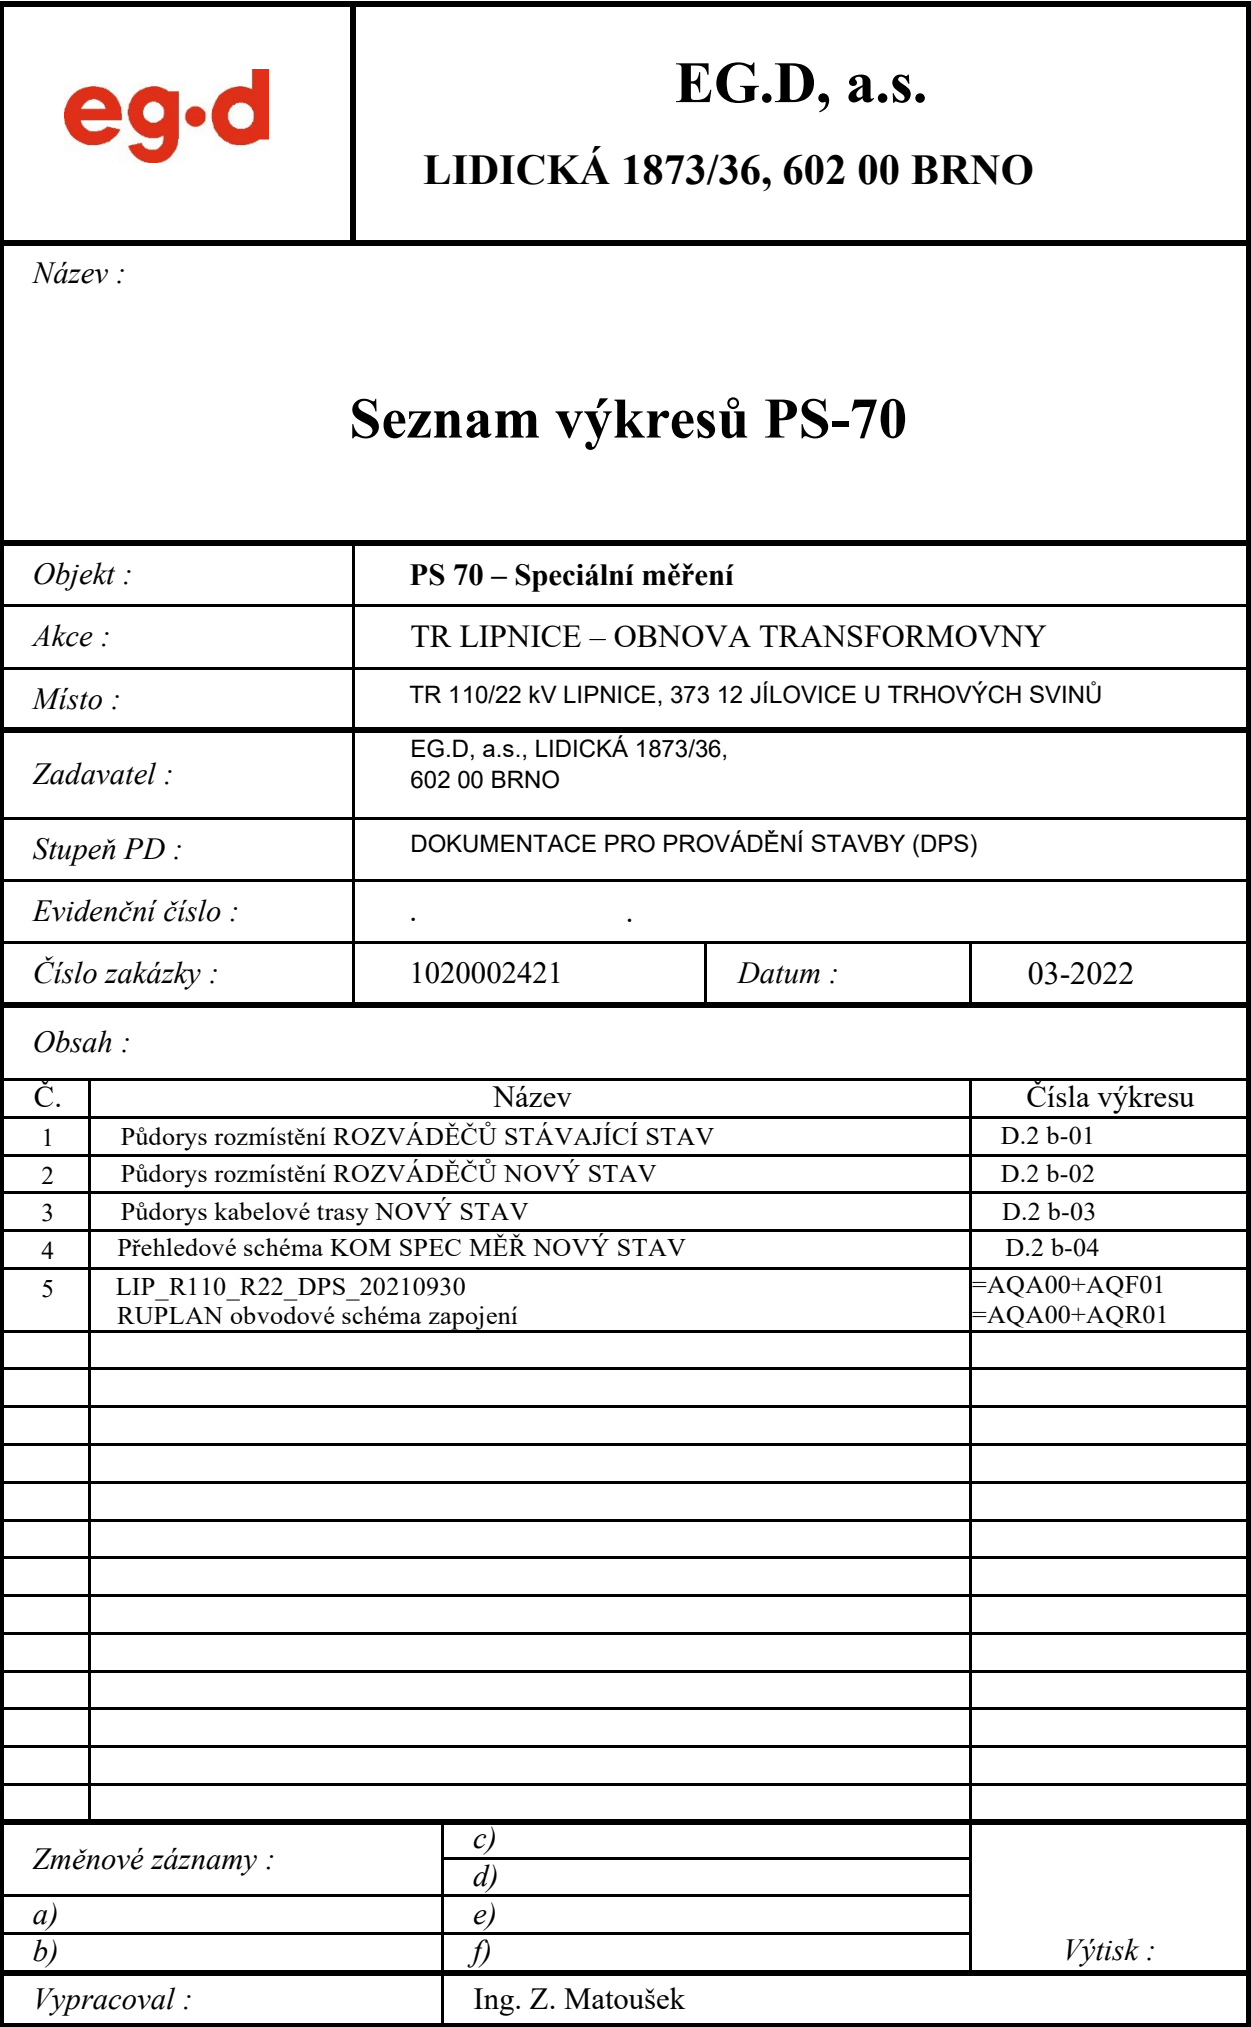 eg·d
EG.D, a.s.
LIDICKÁ 1873/36, 602 00 BRNO
Název :
Seznam výkresů PS-70
Objekt : PS 70 – Speciální měření
Akce : TR LIPNICE – OBNOVA TRANSFORMOVNY
Místo : TR 110/22 kV LIPNICE, 373 12 JÍLOVICE U TRHOVÝCH SVINŮ
Zadavatel : EG.D, a.s., LIDICKÁ 1873/36,
602 00 BRNO
Stupeň PD : DOKUMENTACE PRO PROVÁDĚNÍ STAVBY (DPS)
Evidenční číslo : . .
Číslo zakázky : 1020002421 Datum : 03-2022
Obsah :
Č. Název Čísla výkresu
1 Půdorys rozmístění ROZVÁDĚČŮ STÁVAJÍCÍ STAV D.2 b-01
2 Půdorys rozmístění ROZVÁDĚČŮ NOVÝ STAV D.2 b-02
3 Půdorys kabelové trasy NOVÝ STAV D.2 b-03
4 Přehledové schéma KOM SPEC MĚŘ NOVÝ STAV D.2 b-04
5 LIP_R110_R22_DPS_20210930 =AQA00+AQF01
RUPLAN obvodové schéma zapojení =AQA00+AQR01
Změnové záznamy :
a)
b)
c)
d)
e)
f)
Výtisk :
Vypracoval : Ing. Z. Matoušek